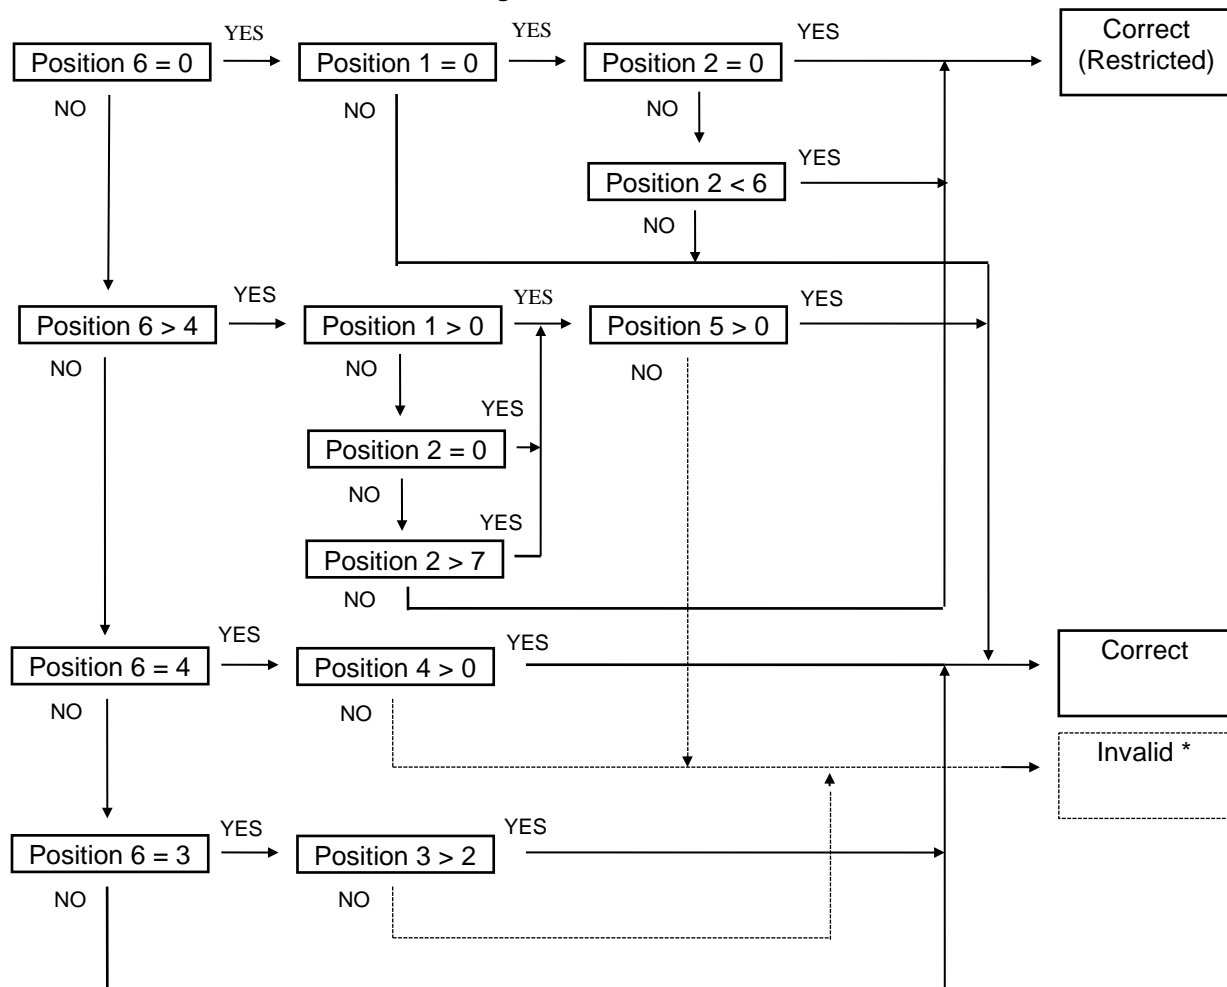 YES
YES
YES
Correct
(Restricted)
Position 6 = 0
Position 1 = 0
Position 2 = 0
NO
NO
NO
YES
Position 2 < 6
NO
YES
YES
YES
Position 6 > 4
Position 1 > 0
Position 5 > 0
NO
NO
NO
YES
Position 2 = 0
NO
YES
Position 2 > 7
NO
YES
YES
Correct
Position 6 = 4
Position 4 > 0
NO
NO
Invalid *
YES
YES
Position 6 = 3
Position 3 > 2
NO
NO